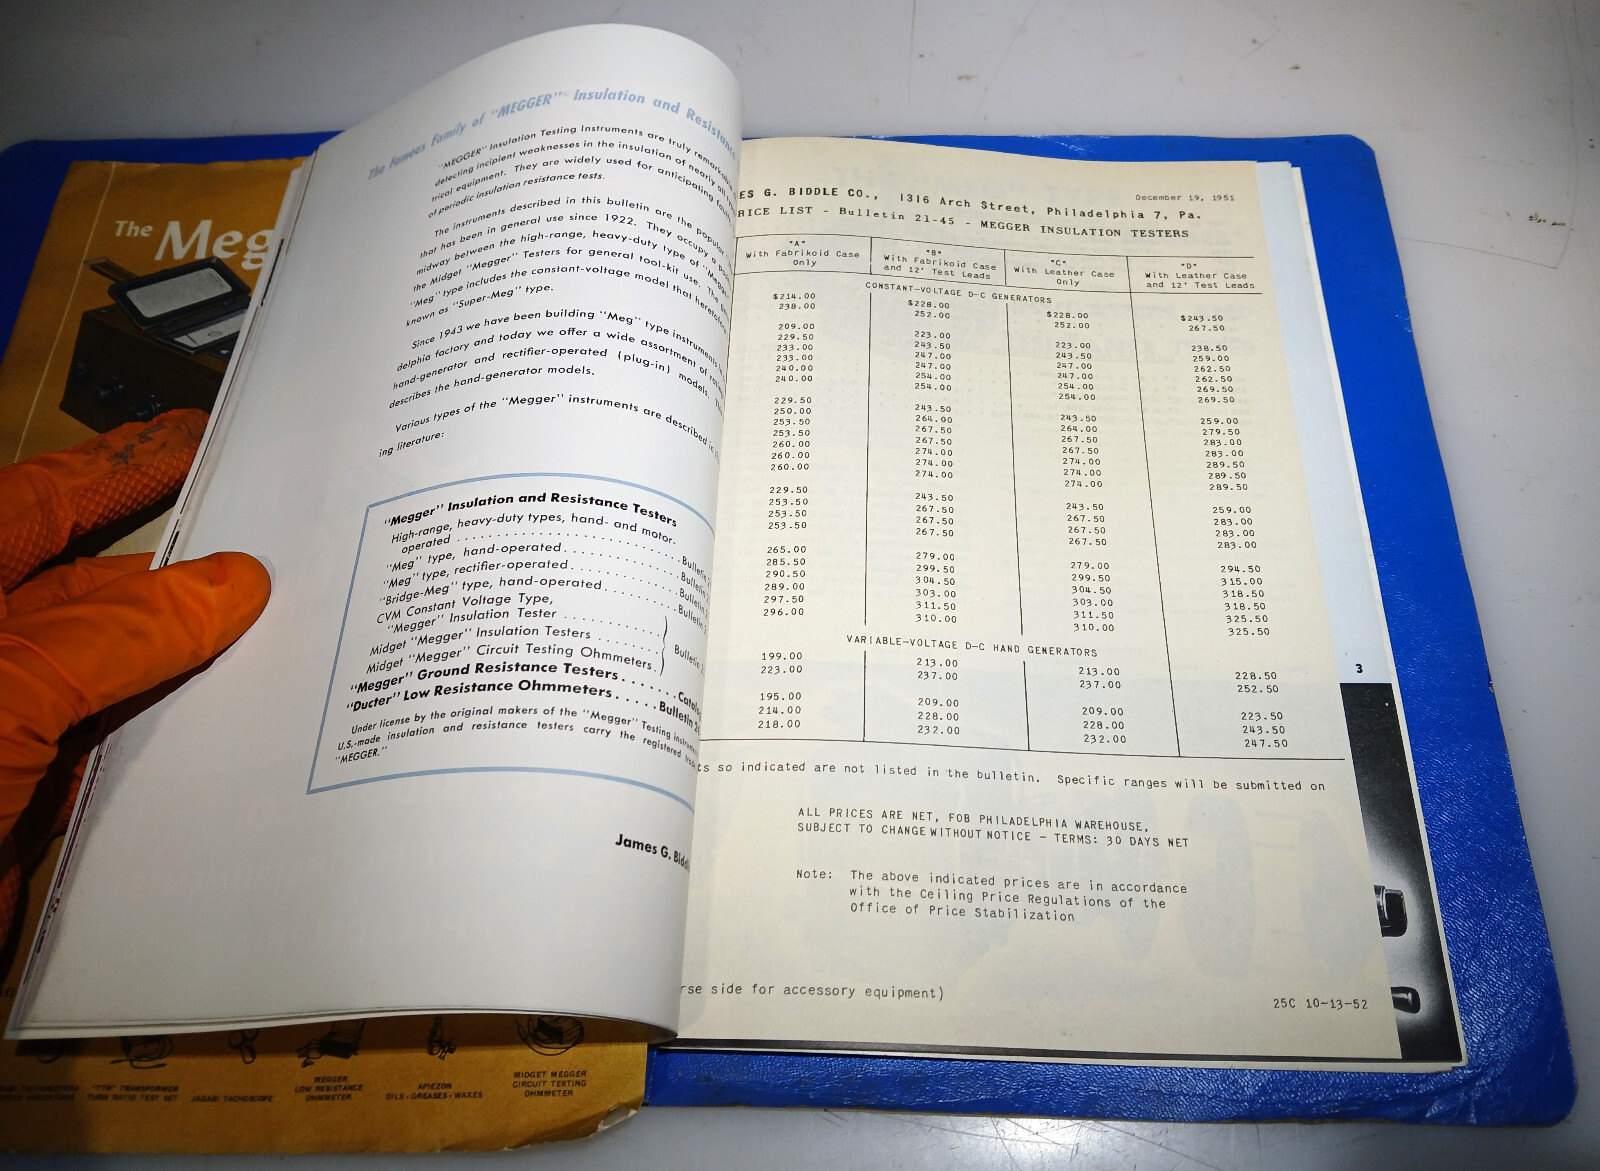 The Meg
The Famous Family of "MEGGER"® Insulation and Resistance
"MEGGER" Insulation Testing Instruments are truly
detecting incipient weaknesses in the insulation of nearly all
trical equipment. They are widely used for anticipating
of periodic insulation resistance tests.
The instruments described in this bulletin are the
that has been in general use since 1922. They occupy a
midway between the high-range, heavy-duty type of
the Midget "Megger" Testers for general tool-kit use. The
"Meg" type includes the constant-voltage model that
known as "Super-Meg" type.
Since 1943 we have been building "Meg" type instruments
delphia factory and today we offer a wide assortment of
hand-generator and rectifier-operated (plug-in) models.
describes the hand-generator models.
Various types of the "Megger" instruments are described in
ing literature:
"Megger" Insulation and Resistance Testers
High-range, heavy-duty types, hand- and motor-
operated . . . . . Bulletin
"Meg" type, hand-operated . . . . . Bulletin
"Meg" type, rectifier-operated . . . . . Bulletin
"Bridge-Meg" type, hand-operated . . . . . Bulletin
CVM Constant Voltage Type,
"Megger" Insulation Tester . . . . .
Midget "Megger" Insulation Testers . . . . . Bulletin
Midget "Megger" Circuit Testing Ohmmeters.
"Megger" Ground Resistance Testers . . . . . Catalo
"Ducter" Low Resistance Ohmmeters . . . . . Bulletin
Under license by the original makers of the "Megger" Testing
U.S.-made insulation and resistance testers carry the registered
"MEGGER."
James G. Bidd
ES G. BIDDLE CO., 1316 Arch Street, Philadelphia 7, Pa.
December 19, 1951
RICE LIST - Bulletin 21-45 - MEGGER INSULATION TESTERS
"A" "B" "C" "D"
With Fabrikoid Case With Fabrikoid Case With Leather Case With Leather Case
Only and 12' Test Leads Only and 12' Test Leads
CONSTANT-VOLTAGE D-C GENERATORS
$214.00 $228.00 $228.00 $243.50
238.00 252.00 252.00 267.50
209.00 223.00 223.00 238.50
229.50 243.50 243.50 259.00
233.00 247.00 247.00 262.50
233.00 247.00 247.00 262.50
240.00 254.00 254.00 269.50
240.00 254.00 254.00 269.50
229.50 243.50 243.50 259.00
250.00 264.00 264.00 279.50
253.50 267.50 267.50 283.00
253.50 267.50 267.50 283.00
260.00 274.00 274.00 289.50
260.00 274.00 274.00 289.50
260.00 274.00 274.00 289.50
229.50 243.50 243.50 259.00
253.50 267.50 267.50 283.00
253.50 267.50 267.50 283.00
253.50 267.50 267.50 283.00
265.00 279.00 279.00 294.50
285.50 299.50 299.50 315.00
290.50 304.50 304.50 318.50
289.00 303.00 303.00 318.50
297.50 311.50 311.50 325.50
296.00 310.00 310.00 325.50
VARIABLE-VOLTAGE D-C HAND GENERATORS
199.00 213.00 213.00 228.50
223.00 237.00 237.00 252.50
195.00 209.00 209.00 223.50
214.00 228.00 228.00 243.50
218.00 232.00 232.00 247.50
ts so indicated are not listed in the bulletin. Specific ranges will be submitted on
ALL PRICES ARE NET, FOB PHILADELPHIA WAREHOUSE,
SUBJECT TO CHANGE WITHOUT NOTICE - TERMS: 30 DAYS NET
Note: The above indicated prices are in accordance
with the Ceiling Price Regulations of the
Office of Price Stabilization
rse side for accessory equipment)
25C 10-13-52
3
"TTR" TRANSFORMER
TURN RATIO TEST SET
JAGABI TACHOSCOPE
MEGGER
LOW RESISTANCE
OHMMETER
APIEZON
OILS-GREASES-WAXES
MIDGET MEGGER
CIRCUIT TESTING
OHMMETER